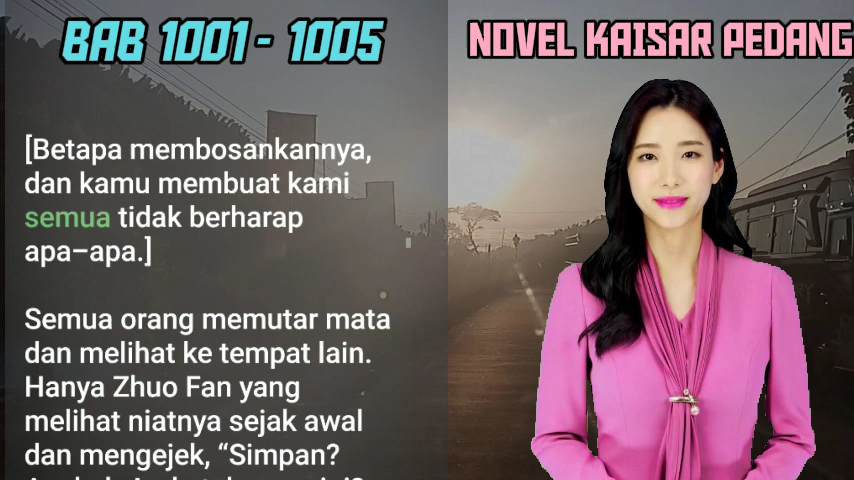 BAB 1001 - 1005
NOVEL KAISAR PEDANG
[Betapa membosankannya,
dan kamu membuat kami
semua tidak berharap
apa–apa.]
Semua orang memutar mata
dan melihat ke tempat lain.
Hanya Zhuo Fan yang
melihat niatnya sejak awal
dan mengejek, “Simpan?